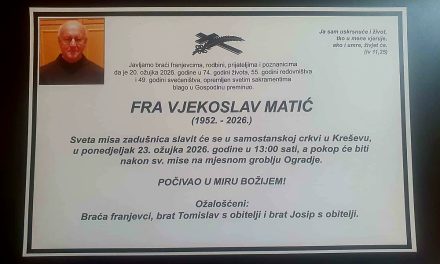 Ja sam uskrsnuće i život,
tko u mene vjeruje,
ako i umre, živjet će.
(Iv 11,25)
Javljamo braći franjevcima, rodbini, prijateljima i poznanicima
da je 20. ožujka 2026. godine u 74. godini života, 55. godini redovništva
i 49. godini svećeništva, opremljen svetim sakramentima
blago u Gospodinu preminuo
FRA VJEKOSLAV MATIĆ
(1952. - 2026.)
Sveta misa zadušnica slavit će se u samostanskoj crkvi u Kreševu,
u ponedjeljak 23. ožujka 2026. godine u 13:00 sati, a pokop će biti
nakon sv. mise na mjesnom groblju Ogradje.
POČIVAO U MIRU BOŽIJEM!
Ožalošćeni:
Braća franjevci, brat Tomislav s obitelji i brat Josip s obitelji.